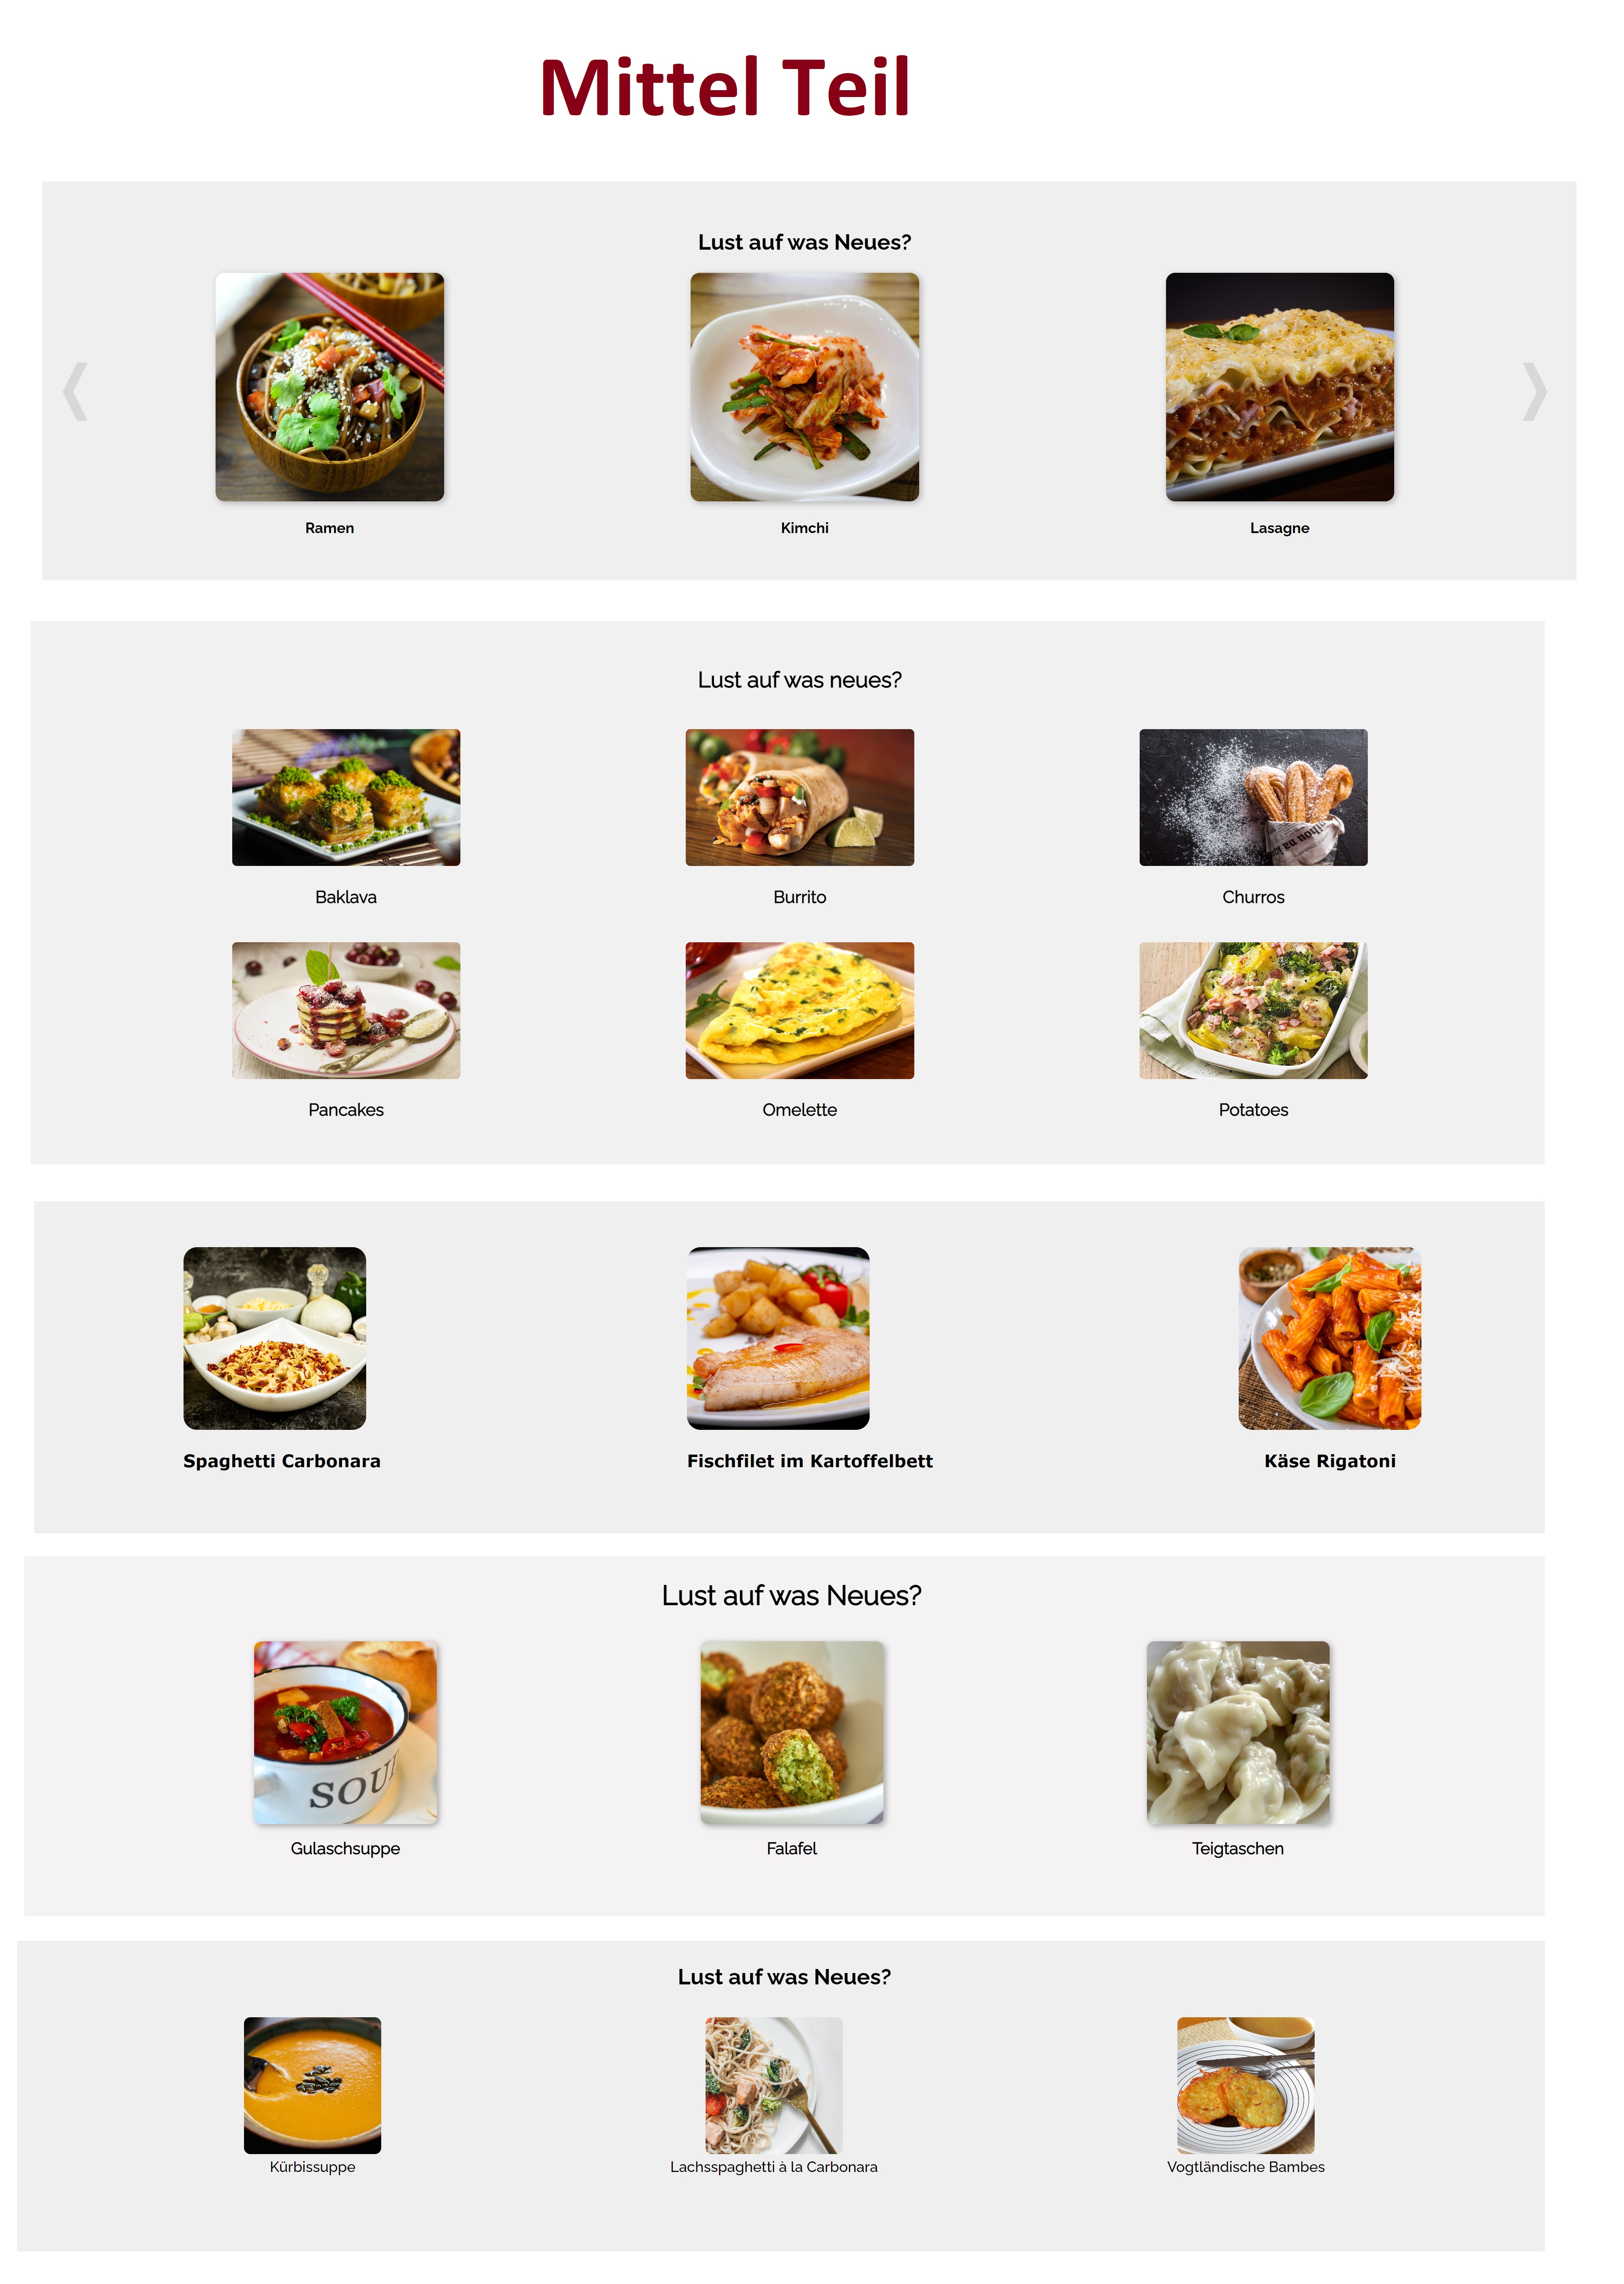 Mittel Teil
Lust auf was Neues?
❬
❭
Ramen
Kimchi
Lasagne
Lust auf was neues?
Baklava
Burrito
Churros
Pancakes
Omelette
Potatoes
Spaghetti Carbonara
Fischfilet im Kartoffelbett
Käse Rigatoni
Lust auf was Neues?
SOU
Gulaschsuppe
Falafel
Teigtaschen
Lust auf was Neues?
Kürbissuppe
Lachsspaghetti à la Carbonara
Vogtländische Bambes